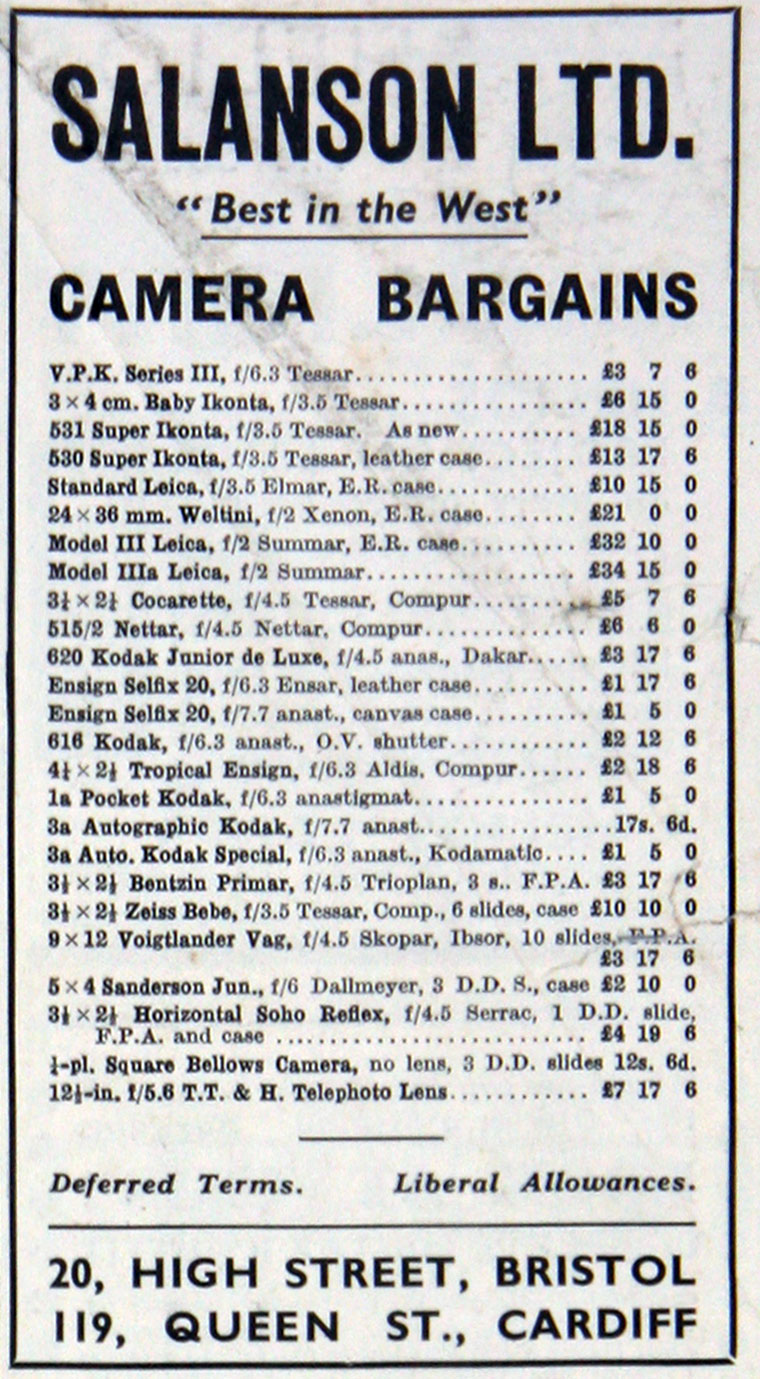 SALANSON LTD.
"Best in the West"
CAMERA BARGAINS
V.P.K. Series III, f/6.3 Tessar...................... £3 7 6
3 × 4 cm. Baby Ikonta, f/3.5 Tessar.................. £6 15 0
531 Super Ikonta, f/3.5 Tessar. As new.......... £18 15 0
530 Super Ikonta, f/3.5 Tessar, leather case........ £13 17 6
Standard Leica, f/3.5 Elmar, E.R. case............ £10 15 0
24 × 36 mm. Weltini, f/2 Xenon, E.R. case........ £21 0 0
Model III Leica, f/2 Summar, E.R. case.......... £32 10 0
Model IIIa Leica, f/2 Summar.................. £34 15 0
3¼ × 2¼ Cocarette, f/4.5 Tessar, Compur.......... £5 7 6
515/2 Nettar, f/4.5 Nettar, Compur.............. £6 6 0
620 Kodak Junior de Luxe, f/4.5 anas., Dakar...... £3 17 6
Ensign Selfix 20, f/6.3 Ensar, leather case.......... £1 17 6
Ensign Selfix 20, f/7.7 anast., canvas case.......... £1 5 0
616 Kodak, f/6.3 anast., O.V. shutter............ £2 12 6
4¼ × 2½ Tropical Ensign, f/6.3 Aldis, Compur...... £2 18 6
1a Pocket Kodak, f/6.3 anastigmat................ £1 5 0
3a Autographic Kodak, f/7.7 anast..................17s. 6d.
3a Auto. Kodak Special, f/6.3 anast., Kodamatic.... £1 5 0
3¼ × 2¼ Bentzin Primar, f/4.5 Trioplan, 3 s.. F.P.A. £3 17 6
3¼ × 2¼ Zeiss Bebe, f/3.5 Tessar, Comp., 6 slides, case £10 10 0
9 × 12 Voigtlander Vag, f/4.5 Skopar, Ibsor, 10 slides, F.P.A.
£3 17 6
5 × 4 Sanderson Jun., f/6 Dallmeyer, 3 D.D. S., case £2 10 0
3¼ × 2¼ Horizontal Soho Reflex, f/4.5 Serrac, 1 D.D. slide,
F.P.A. and case .............................. £4 19 6
¼-pl. Square Bellows Camera, no lens, 3 D.D. slides 12s. 6d.
12½-in. f/5.6 T.T. & H. Telephoto Lens............ £7 17 6
Deferred Terms. Liberal Allowances.
20, HIGH STREET, BRISTOL
119, QUEEN ST., CARDIFF